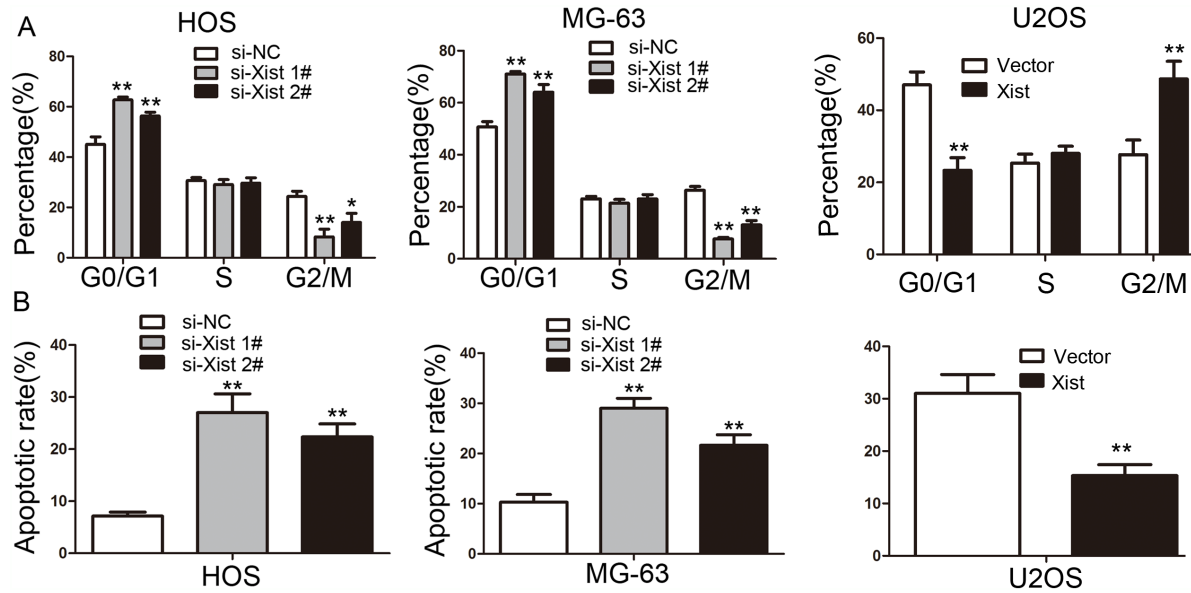 A
HOS
si-NC
si-Xist 1#
si-Xist 2#
Percentage(%)
80
60
40
20
0
** **
** *
G0/G1 S G2/M
MG-63
si-NC
si-Xist 1#
si-Xist 2#
Percentage(%)
80
60
40
20
0
** **
** **
G0/G1 S G2/M
U2OS
Vector
Xist
Percentage(%)
60
40
20
0
**
**
G0/G1 S G2/M
B
si-NC
si-Xist 1#
si-Xist 2#
Apoptotic rate(%)
40
30
20
10
0
** **
HOS
si-NC
si-Xist 1#
si-Xist 2#
Apoptotic rate(%)
40
30
20
10
0
** **
MG-63
Vector
Xist
40
30
20
10
0
**
U2OS